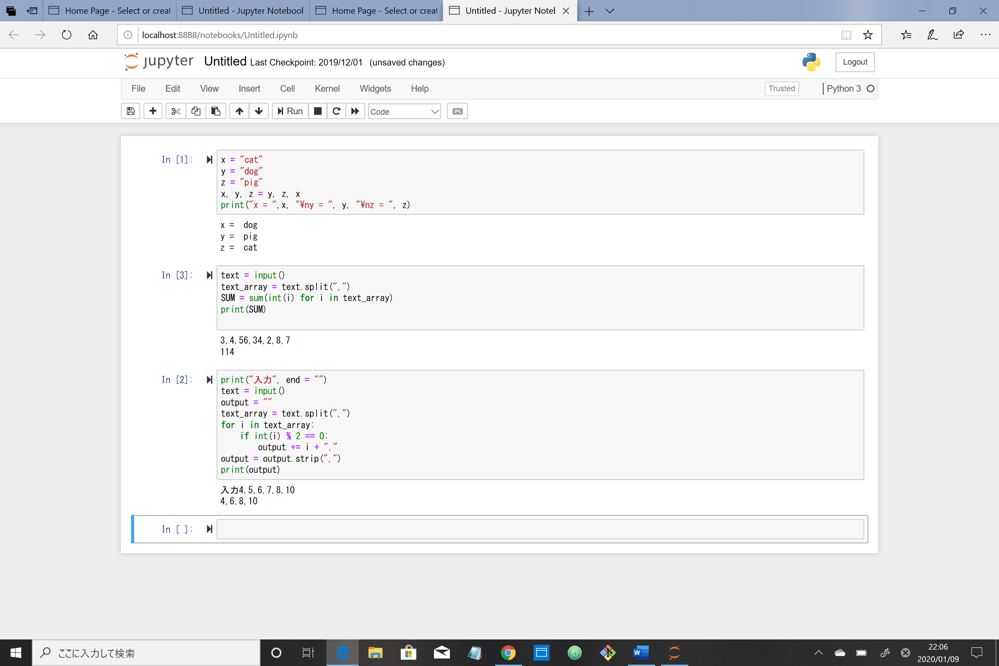 Home Page - Select or creat
Untitled - Jupyter Notebook
Home Page - Select or creat
Untitled - Jupyter Noteb
localhost:8888/notebooks/Untitled.ipynb
jupyter Untitled Last Checkpoint: 2019/12/01 (unsaved changes)
Logout
File Edit View Insert Cell Kernel Widgets Help
Trusted
Python 3
Run
Code
In [1]:
x = "cat"
y = "dog"
z = "pig"
x, y, z = y, z, x
print("x = ",x, "¥ny = ", y, "¥nz = ", z)
x =  dog
y =  pig
z =  cat
In [3]:
text = input()
text_array = text.split(",")
SUM = sum(int(i) for i in text_array)
print(SUM)
3,4,56,34,2,8,7
114
In [2]:
print("入力", end = "")
text = input()
output = ""
text_array = text.split(",")
for i in text_array:
    if int(i) % 2 == 0:
        output += i + ","
output = output.strip(",")
print(output)
入力4,5,6,7,8,10
4,6,8,10
In [ ]:
ここに入力して検索
W
22:06
2020/01/09